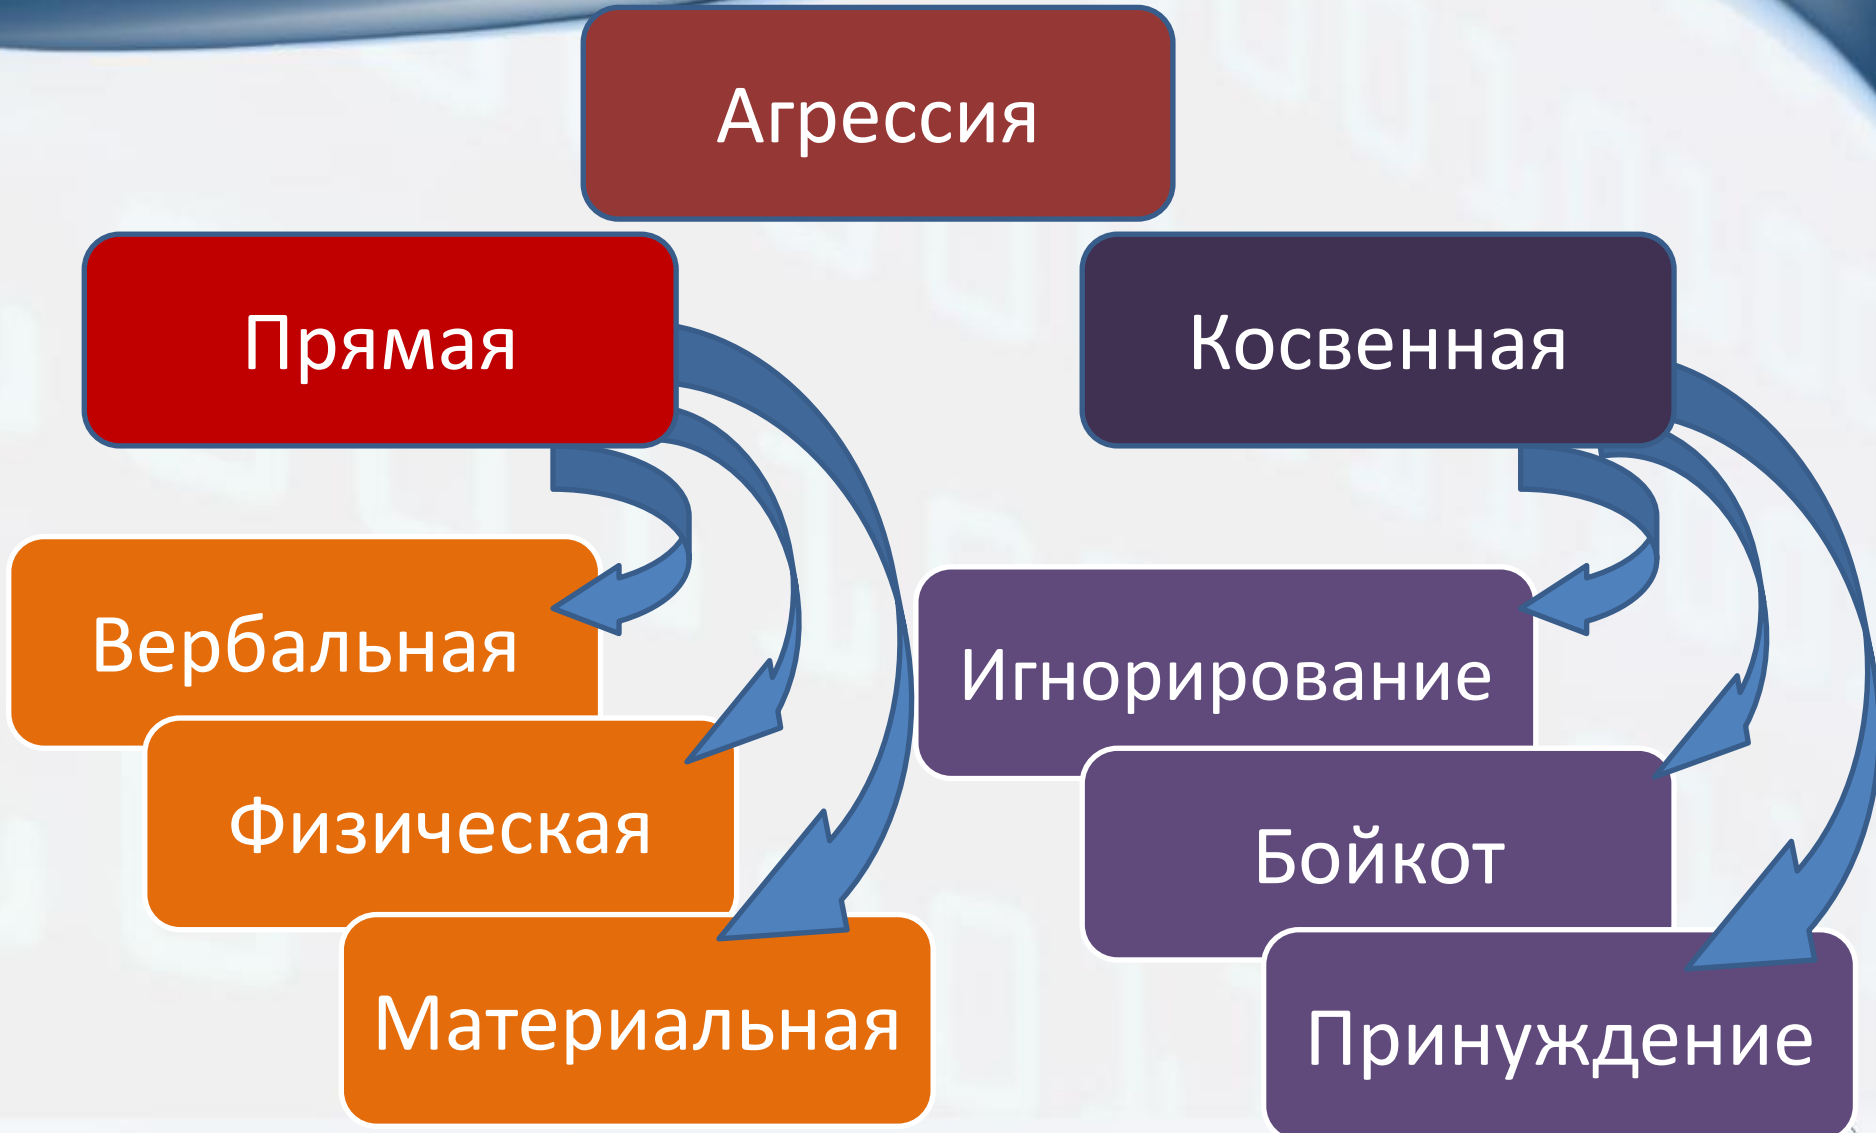 Агрессия
Прямая
Косвенная
Вербальная
Физическая
Материальная
Игнорирование
Бойкот
Принуждение